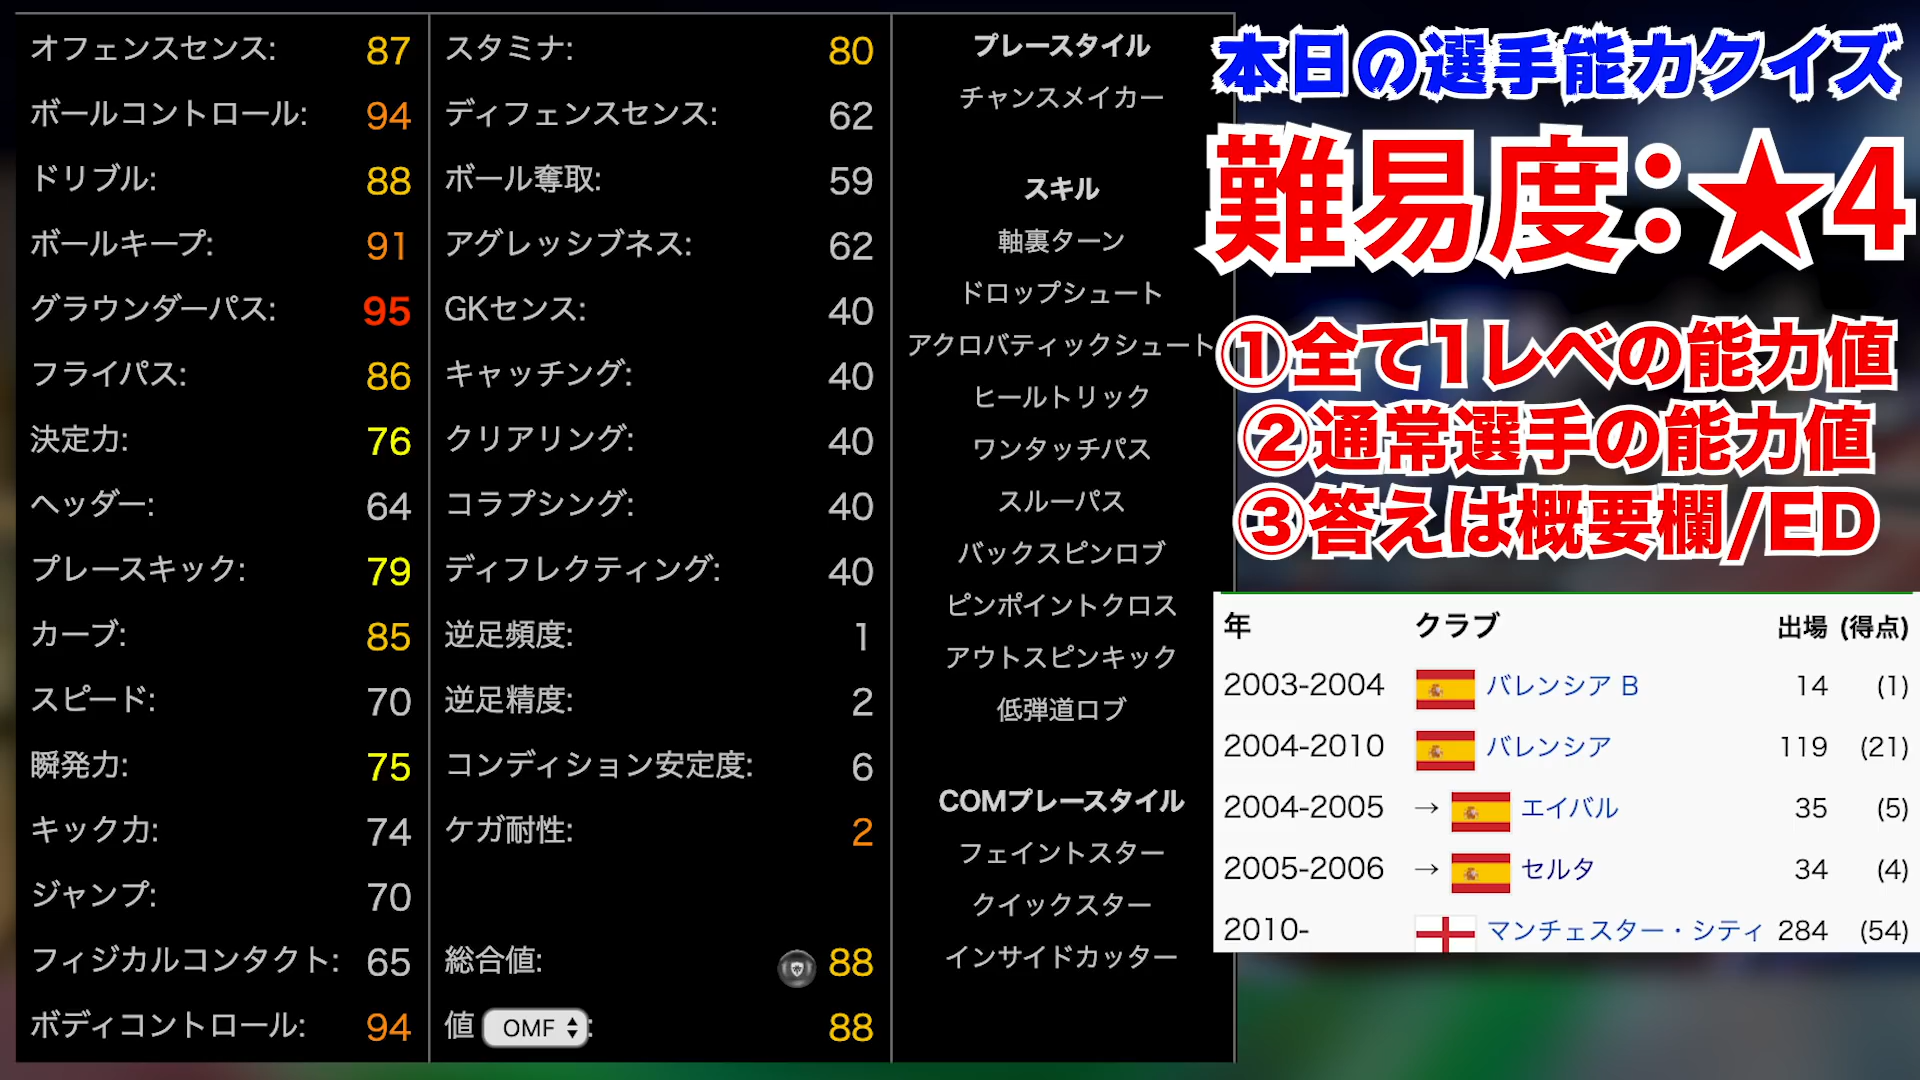 オフェンスセンス: 87
ボールコントロール: 94
ドリブル: 88
ボールキープ: 91
グラウンダーパス: 95
フライパス: 86
決定力: 76
ヘッダー: 64
プレースキック: 79
カーブ: 85
スピード: 70
瞬発力: 75
キック力: 74
ジャンプ: 70
フィジカルコンタクト: 65
ボディコントロール: 94
スタミナ: 80
ディフェンスセンス: 62
ボール奪取: 59
アグレッシブネス: 62
GKセンス: 40
キャッチング: 40
クリアリング: 40
コラプシング: 40
ディフレクティング: 40
逆足頻度: 1
逆足精度: 2
コンディション安定度: 6
ケガ耐性: 2
総合値: 88
値 OMF : 88
プレースタイル
チャンスメイカー
スキル
軸裏ターン
ドロップシュート
アクロバティックシュート
ヒールトリック
ワンタッチパス
スルーパス
バックスピンロブ
ピンポイントクロス
アウトスピンキック
低弾道ロブ
COMプレースタイル
フェイントスター
クイックスター
インサイドカッター
本日の選手能力クイズ
難易度:★4
①全て1レベの能力値
②通常選手の能力値
③答えは概要欄/ED
年 クラブ 出場 (得点)
2003-2004 バレンシア B 14 (1)
2004-2010 バレンシア 119 (21)
2004-2005 → エイバル 35 (5)
2005-2006 → セルタ 34 (4)
2010- マンチェスター・シティ 284 (54)